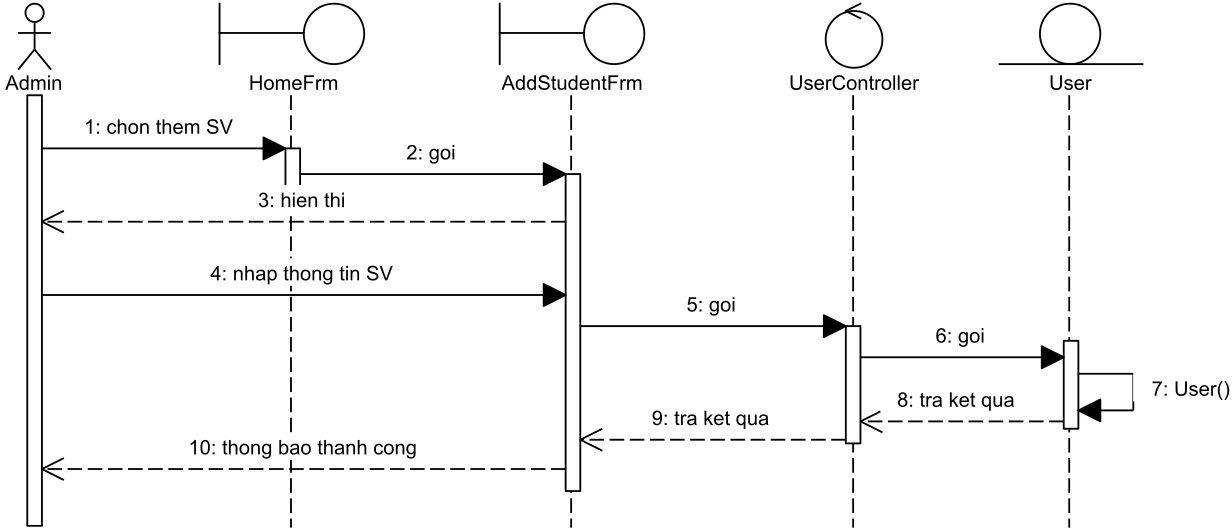 Admin
HomeFrm
AddStudentFrm
UserController
User
1: chon them SV
2: goi
3: hien thi
4: nhap thong tin SV
5: goi
6: goi
7: User()
8: tra ket qua
9: tra ket qua
10: thong bao thanh cong